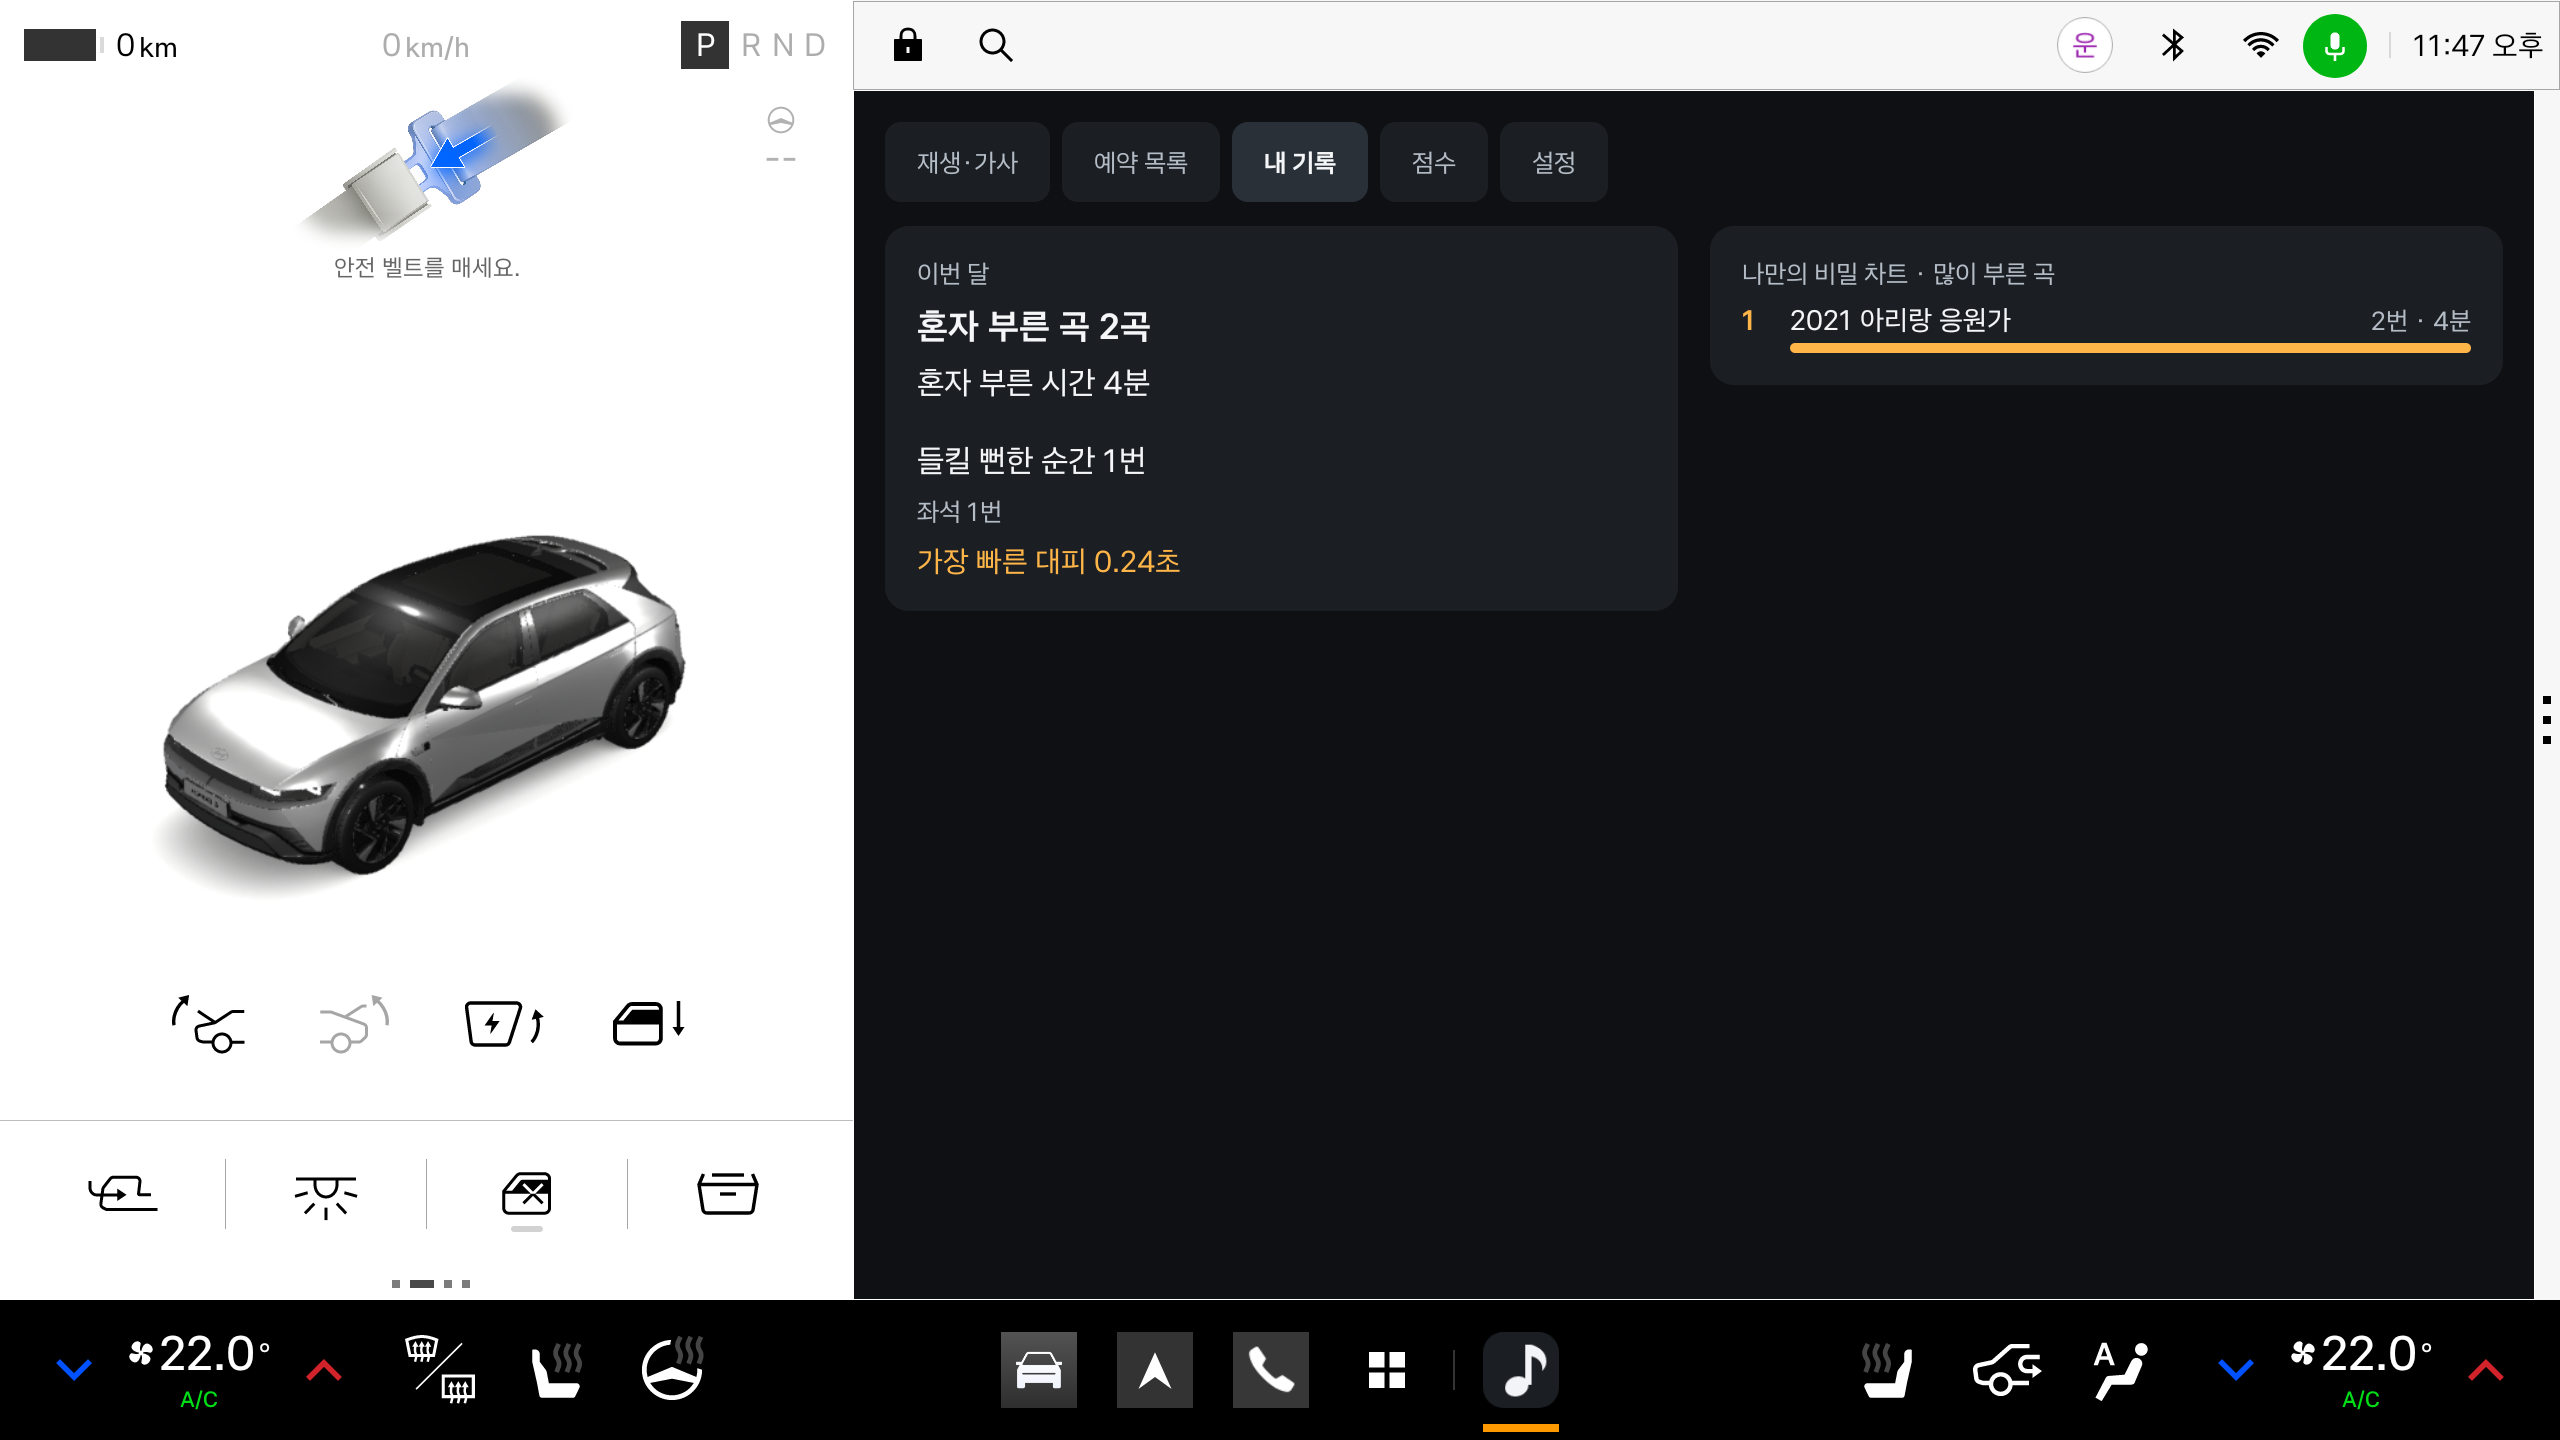 0 km
0 km/h
P R N D
운
11:47 오후
안전 벨트를 매세요.
재생·가사
예약 목록
내 기록
점수
설정
이번 달
혼자 부른 곡 2곡
혼자 부른 시간 4분
들킬 뻔한 순간 1번
좌석 1번
가장 빠른 대피 0.24초
나만의 비밀 차트 · 많이 부른 곡
1 2021 아리랑 응원가 2번 · 4분
22.0°
A/C
A
22.0°
A/C